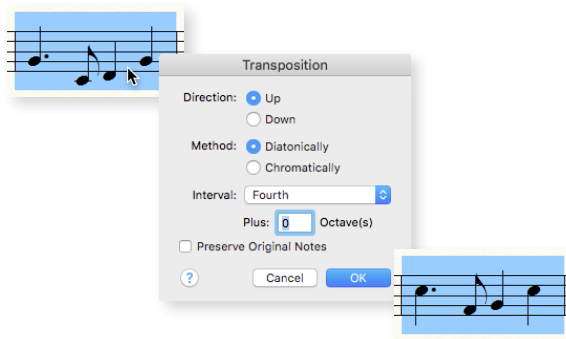 Transposition
Direction: Up
Down
Method: Diatonically
Chromatically
Interval: Fourth
Plus: 0 Octave(s)
Preserve Original Notes
? Cancel OK